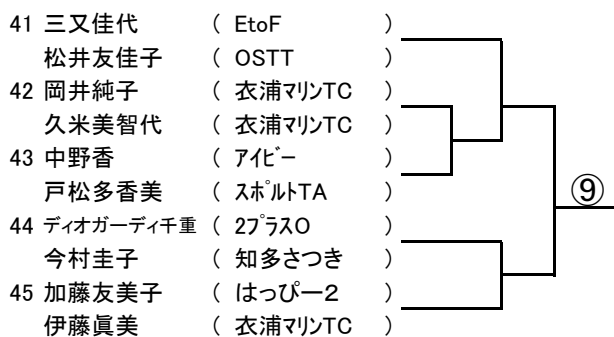 41 三又佳代 ( EtoF )
松井友佳子 ( OSTT )
42 岡井純子 ( 衣浦マリンTC )
久米美智代 ( 衣浦マリンTC )
43 中野香 ( アイビー )
戸松多香美 ( スポルトTA )
⑨
44 ディオガーディ千重 ( 2プラスO )
今村圭子 ( 知多さつき )
45 加藤友美子 ( はっぴー2 )
伊藤眞美 ( 衣浦マリンTC )